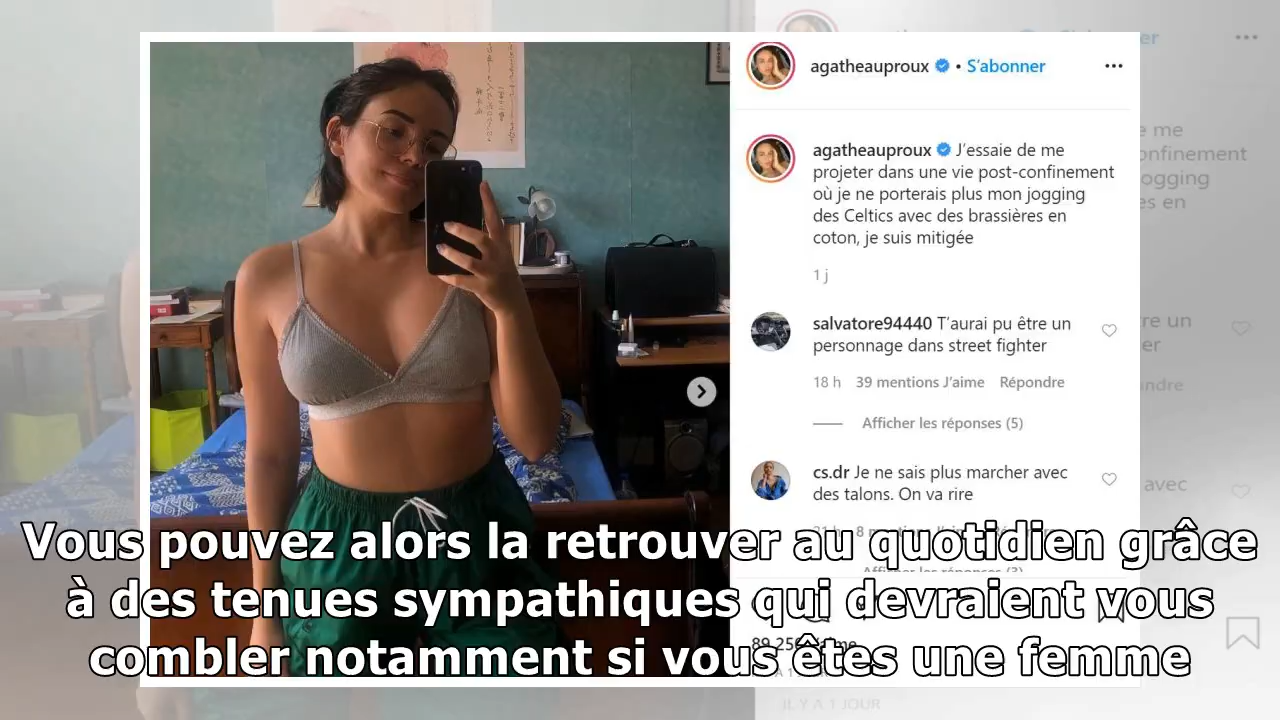 agatheauproux • S'abonner
agatheauproux J'essaie de me
projeter dans une vie post-confinement
où je ne porterais plus mon jogging
des Celtics avec des brassières en
coton, je suis mitigée
1 j
salvatore94440 T'aurai pu être un
personnage dans street fighter
18 h 39 mentions J'aime Répondre
Afficher les réponses (5)
cs.dr Je ne sais plus marcher avec
des talons. On va rire
Vous pouvez alors la retrouver au quotidien grâce
à des tenues sympathiques qui devraient vous
combler notamment si vous êtes une femme
IL Y A 1 JOUR